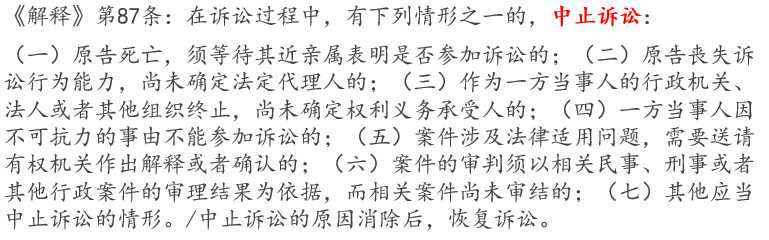 《解释》第87条：在诉讼过程中，有下列情形之一的，中止诉讼：
（一）原告死亡，须等待其近亲属表明是否参加诉讼的；（二）原告丧失诉
讼行为能力，尚未确定法定代理人的；（三）作为一方当事人的行政机关、
法人或者其他组织终止，尚未确定权利义务承受人的；（四）一方当事人因
不可抗力的事由不能参加诉讼的；（五）案件涉及法律适用问题，需要送请
有权机关作出解释或者确认的；（六）案件的审判须以相关民事、刑事或者
其他行政案件的审理结果为依据，而相关案件尚未审结的；（七）其他应当
中止诉讼的情形。/中止诉讼的原因消除后，恢复诉讼。